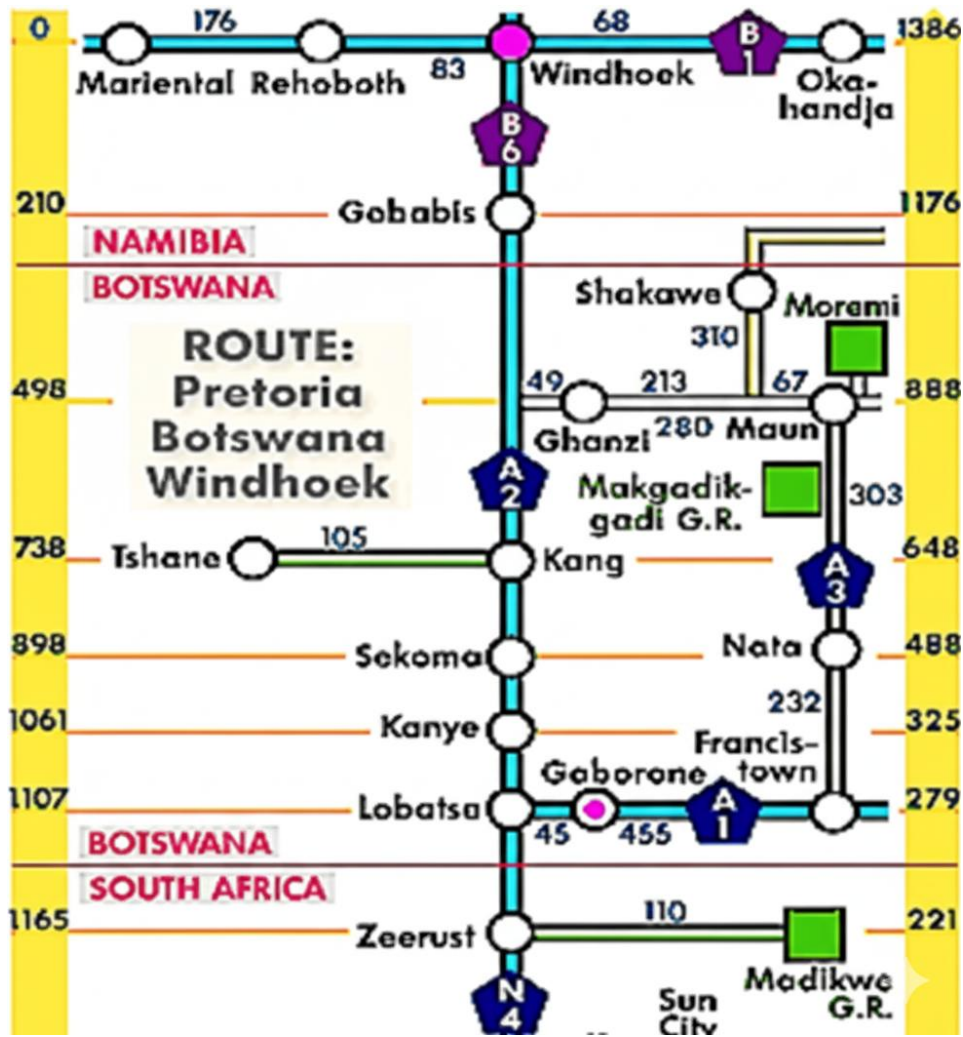 0
176
68
B
1
1386
83
Mariental
Rehoboth
Windhoek
Oka-
handja
B
6
210
Gobabis
1176
NAMIBIA
BOTSWANA
Shakawe
Moremi
310
ROUTE:
Pretoria
Botswana
Windhoek
498
49
213
67
888
Ghanzi
280
Maun
A
2
Makgadik-
gadi G.R.
303
738
Tshane
105
Kang
648
A
3
898
Sekoma
Nata
488
232
1061
Kanye
325
Francis-
town
Gaborone
1107
Lobatsa
A
1
279
45
455
BOTSWANA
SOUTH AFRICA
1165
Zeerust
110
221
Madikwe
G.R.
N
4
Sun
City